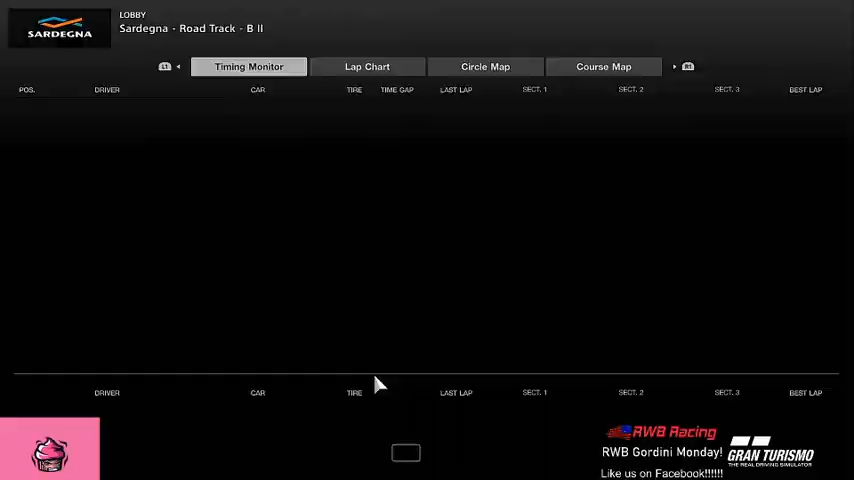 SARDEGNA
LOBBY
Sardegna - Road Track - B II
L1 Timing Monitor Lap Chart Circle Map Course Map R1
POS. DRIVER CAR TIRE TIME GAP LAST LAP SECT. 1 SECT. 2 SECT. 3 BEST LAP
DRIVER CAR TIRE LAST LAP SECT. 1 SECT. 2 SECT. 3 BEST LAP
RWB Racing
RWB Gordini Monday!
GRAN TURISMO
THE REAL DRIVING SIMULATOR
Like us on Facebook!!!!!!